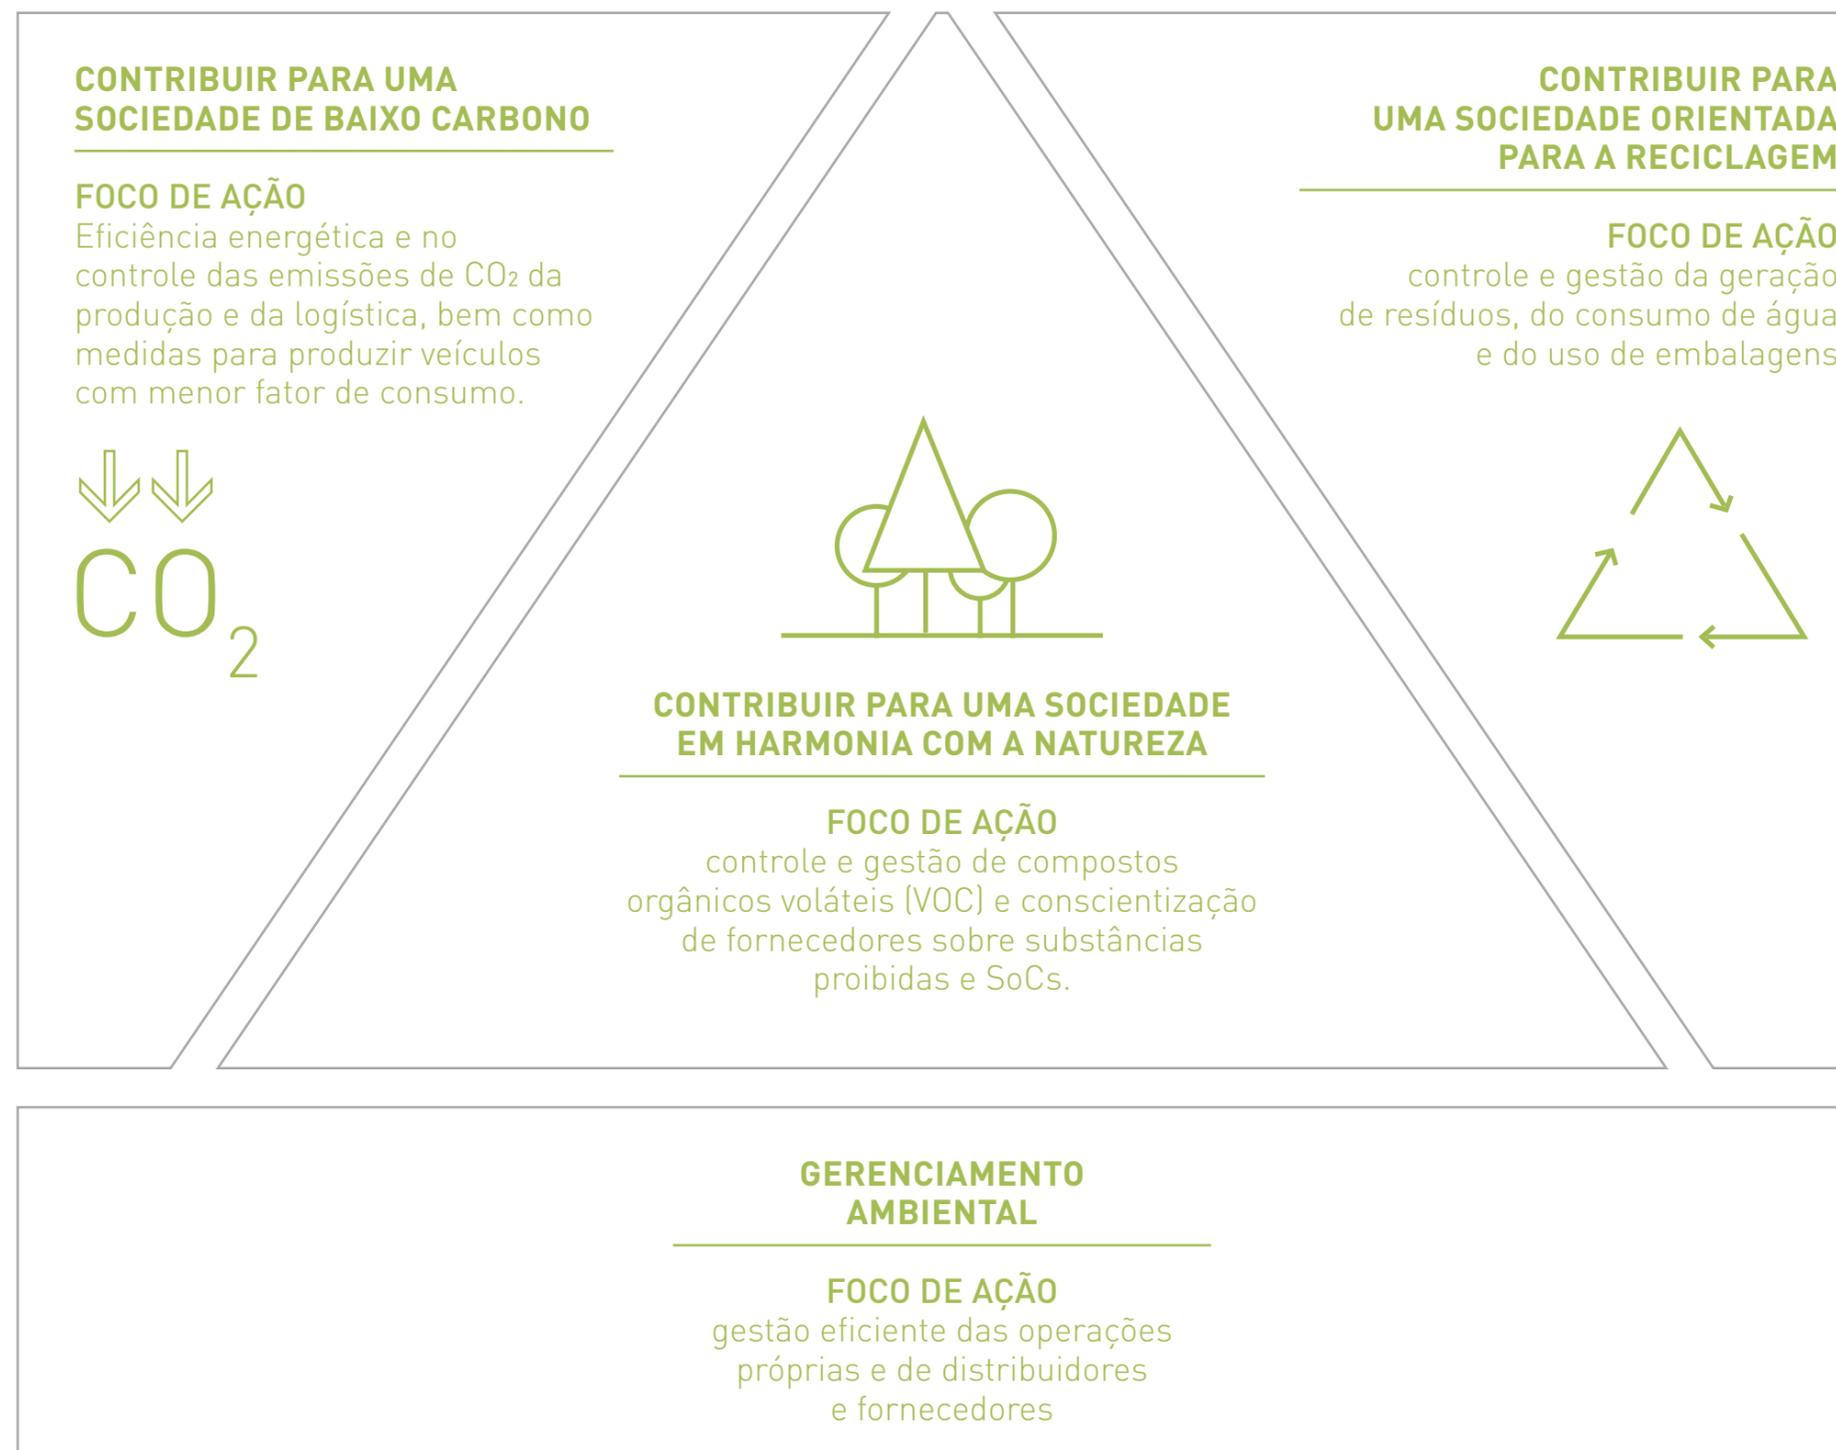 CONTRIBUIR PARA UMA
SOCIEDADE DE BAIXO CARBONO
FOCO DE AÇÃO
Eficiência energética e no
controle das emissões de CO₂ da
produção e da logística, bem como
medidas para produzir veículos
com menor fator de consumo.
CO₂
CONTRIBUIR PARA
UMA SOCIEDADE ORIENTADA
PARA A RECICLAGEM
FOCO DE AÇÃO
controle e gestão da geração
de resíduos, do consumo de água
e do uso de embalagens
CONTRIBUIR PARA UMA SOCIEDADE
EM HARMONIA COM A NATUREZA
FOCO DE AÇÃO
controle e gestão de compostos
orgânicos voláteis (VOC) e conscientização
de fornecedores sobre substâncias
proibidas e SoCs.
GERENCIAMENTO
AMBIENTAL
FOCO DE AÇÃO
gestão eficiente das operações
próprias e de distribuidores
e fornecedores